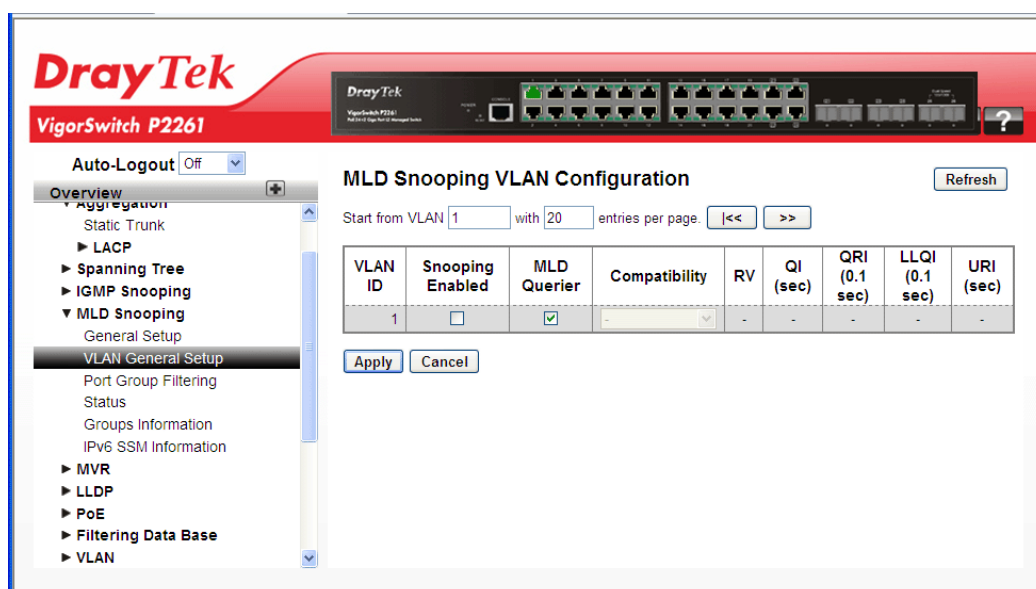 DrayTek
VigorSwitch P2261
DrayTek
VigorSwitch P2261
CONSOLE
POWER
?
Auto-Logout Off
Overview
Aggregation
Static Trunk
LACP
Spanning Tree
IGMP Snooping
MLD Snooping
General Setup
VLAN General Setup
Port Group Filtering
Status
Groups Information
IPv6 SSM Information
MVR
LLDP
PoE
Filtering Data Base
VLAN
MLD Snooping VLAN Configuration
Refresh
Start from VLAN 1 with 20 entries per page. |<< >>
VLAN ID Snooping Enabled MLD Querier Compatibility RV QI (sec) QRI (0.1 sec) LLQI (0.1 sec) URI (sec)
1 - - - - - -
Apply Cancel